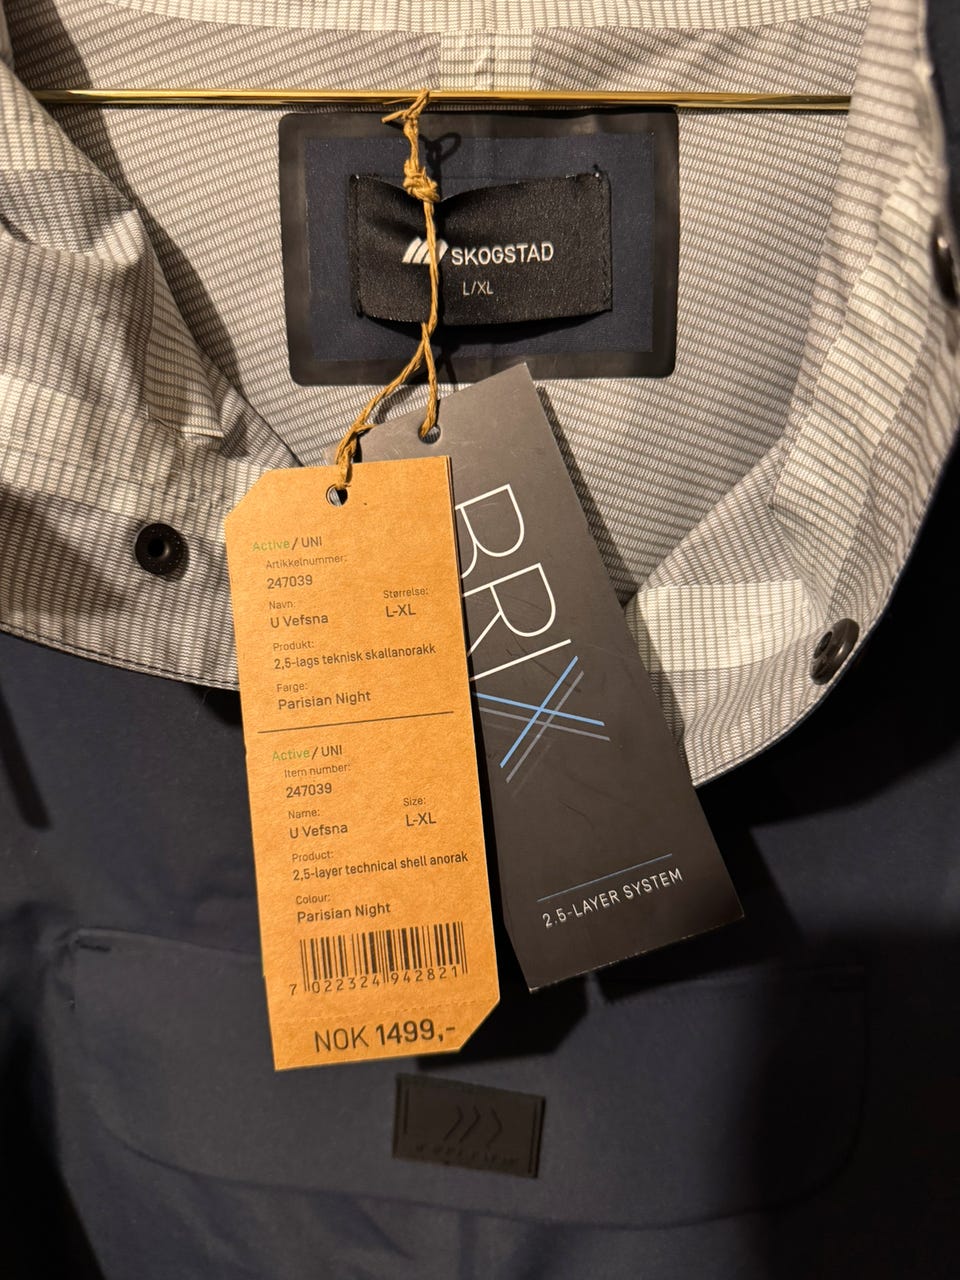 SKOGSTAD
L/XL
Active / UNI
Artikkelnummer:
247039
Navn:
U Vefsna
Størrelse:
L-XL
Produkt:
2,5-lags teknisk skallanorakk
Farge:
Parisian Night
Active / UNI
Item number:
247039
Name:
U Vefsna
Size:
L-XL
Product:
2,5-layer technical shell anorak
Colour:
Parisian Night
7 022324 942821
NOK 1499,-
BRIX
2.5-LAYER SYSTEM